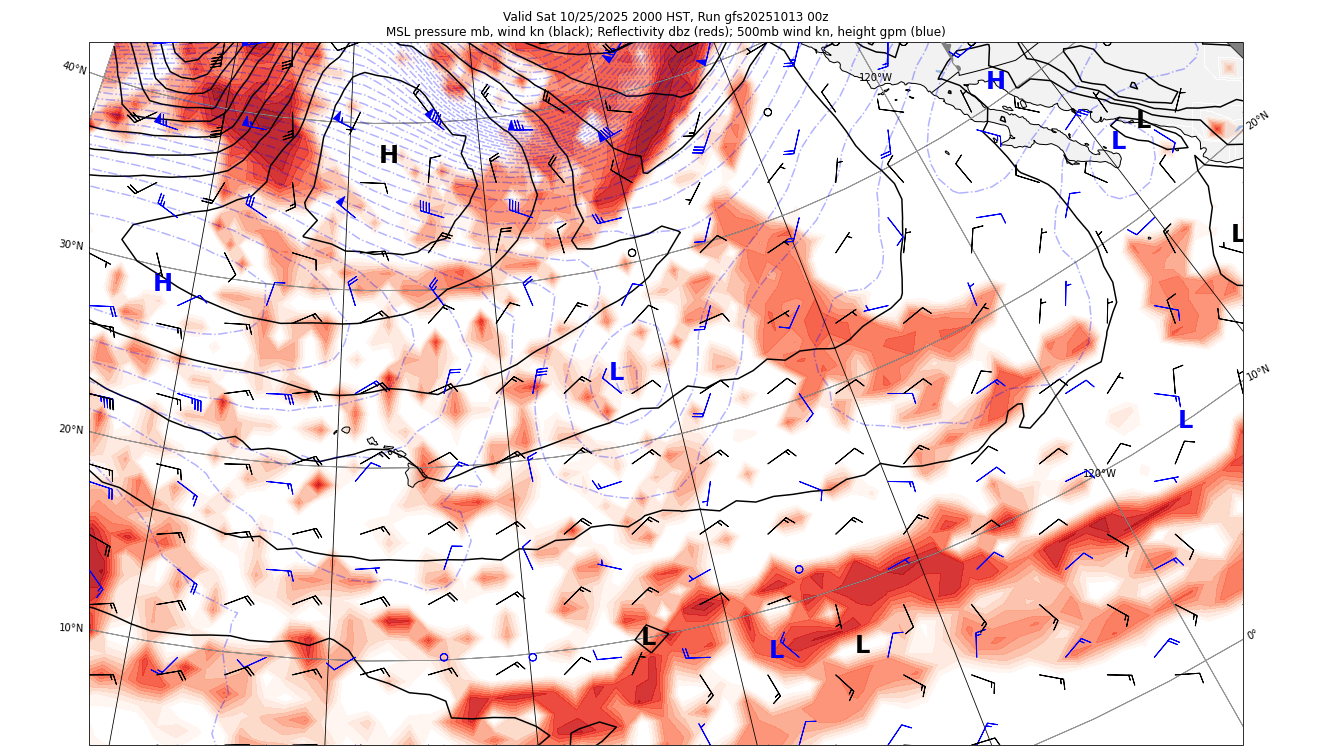 Valid Sat 10/25/2025 2000 HST, Run gfs20251013 00z
MSL pressure mb, wind kn (black); Reflectivity dbz (reds); 500mb wind kn, height gpm (blue)
40°N
120°W
H
L
20°N
L
H
30°N
L
H
L
10°N
20°N
L
120°W
10°N
L
L
L
0°